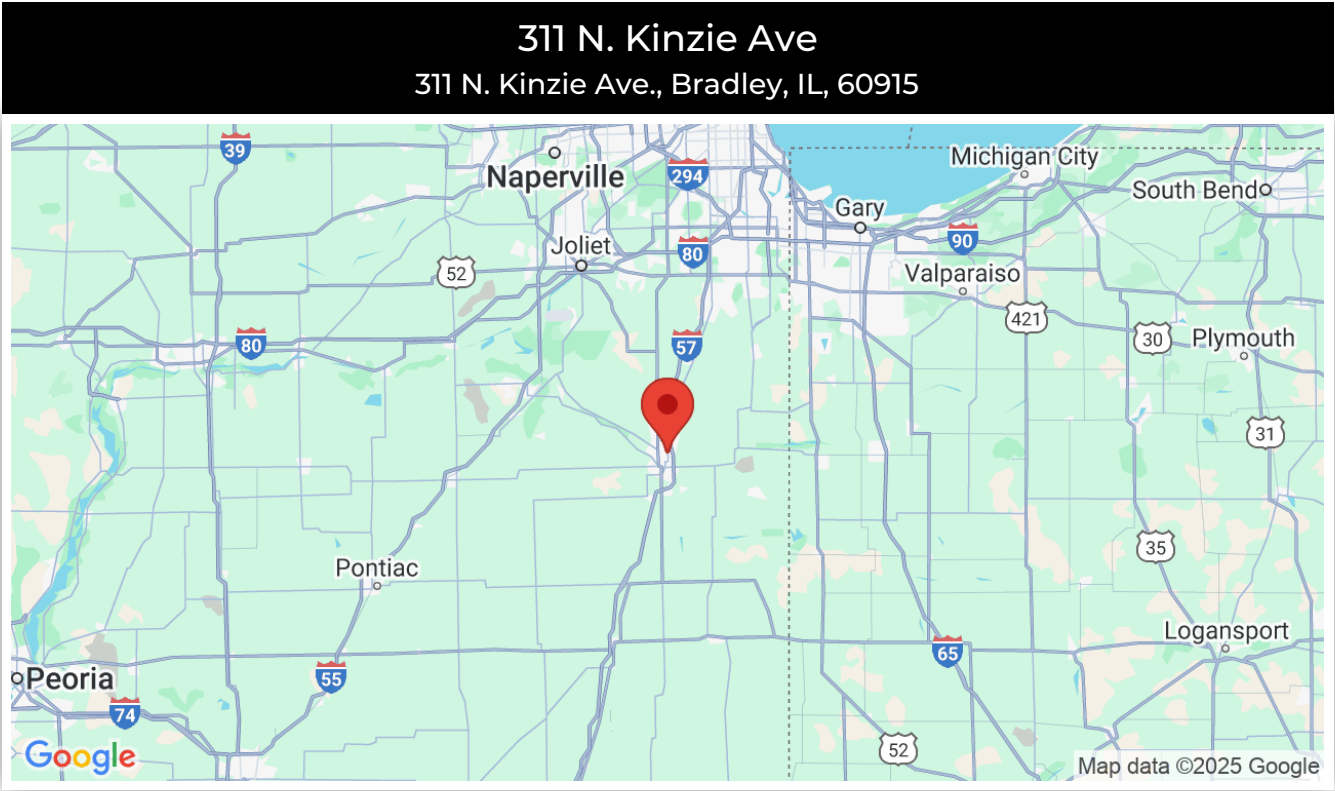 311 N. Kinzie Ave
311 N. Kinzie Ave., Bradley, IL, 60915
39
Naperville
294
Michigan City
South Bend
Gary
Joliet
80
90
52
Valparaiso
421
80
57
30
Plymouth
31
35
Pontiac
Logansport
65
Peoria
55
74
52
Google
Map data ©2025 Google